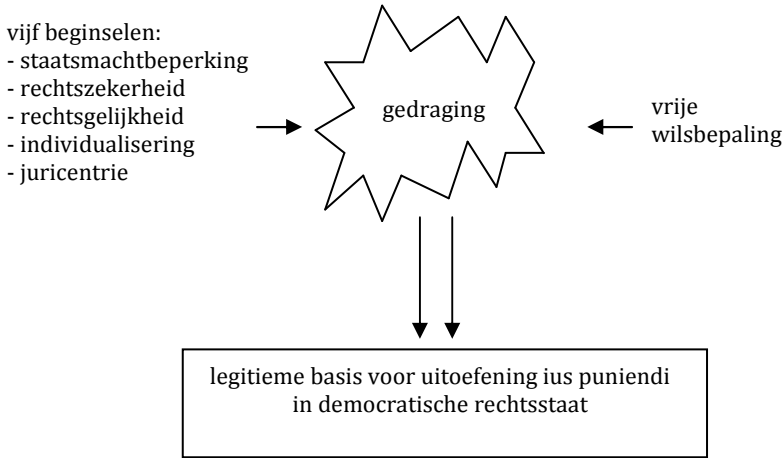 vijf beginselen:
- staatsmachtbeperking
- rechtszekerheid
- rechtsgelijkheid
- individualisering
- juricentrie
gedraging
vrije
wilsbepaling
legitieme basis voor uitoefening ius puniendi
in democratische rechtsstaat